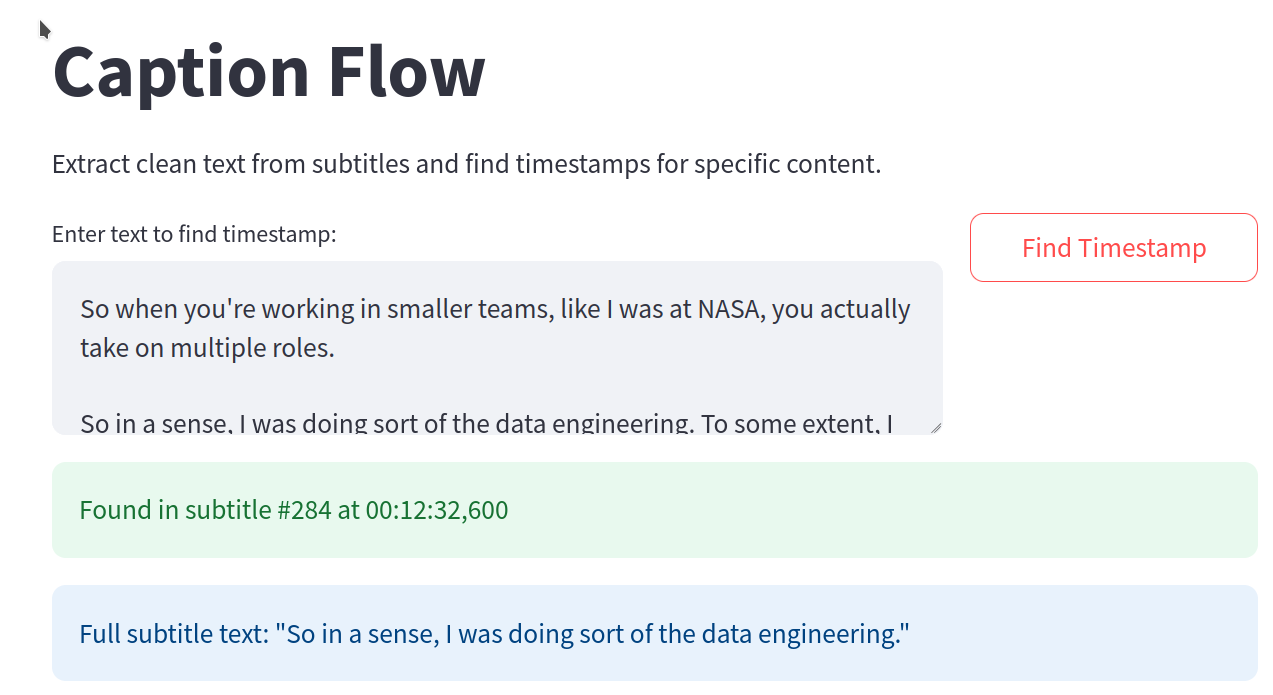 Caption Flow
Extract clean text from subtitles and find timestamps for specific content.
Enter text to find timestamp:
Find Timestamp
So when you're working in smaller teams, like I was at NASA, you actually
take on multiple roles.
So in a sense, I was doing sort of the data engineering. To some extent, I
Found in subtitle #284 at 00:12:32,600
Full subtitle text: "So in a sense, I was doing sort of the data engineering."